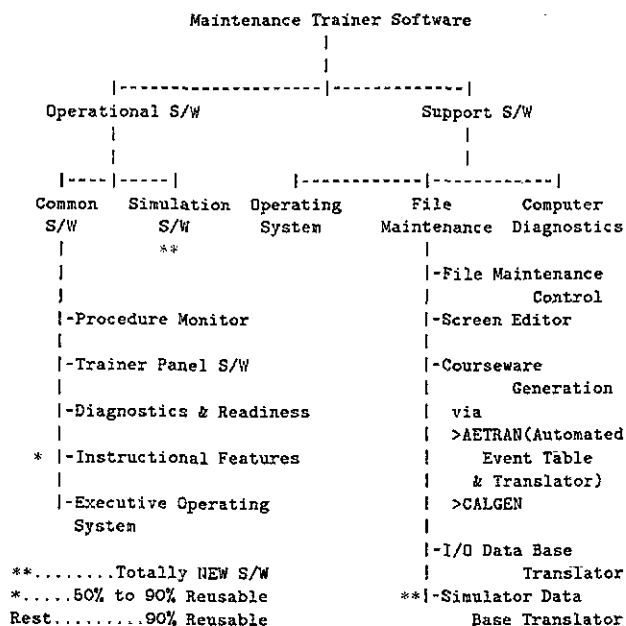 Maintenance Trainer Software
Operational S/W Support S/W
Common Simulation Operating File Computer
S/W S/W System Maintenance Diagnostics
**
-File Maintenance
Control
-Procedure Monitor -Screen Editor
-Trainer Panel S/W -Courseware
Generation
-Diagnostics & Readiness via
>AETRAN(Automated
* -Instructional Features Event Table
& Translator)
-Executive Operating >CALGEN
System
-I/O Data Base
**........Totally NEW S/W Translator
*.....50% to 90% Reusable ** -Simulator Data
Rest.........90% Reusable Base Translator